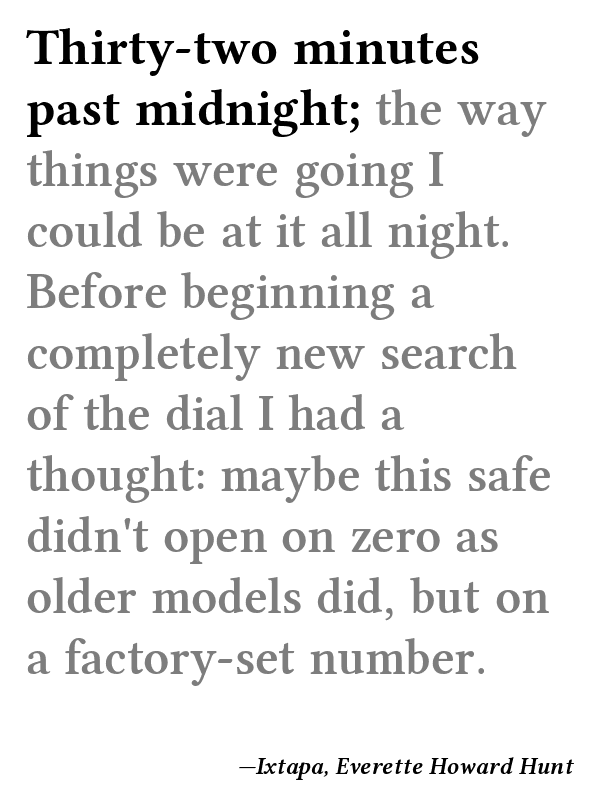 Thirty-two minutes
past midnight; the way
things were going I
could be at it all night.
Before beginning a
completely new search
of the dial I had a
thought: maybe this safe
didn't open on zero as
older models did, but on
a factory-set number.
—Ixtapa, Everette Howard Hunt